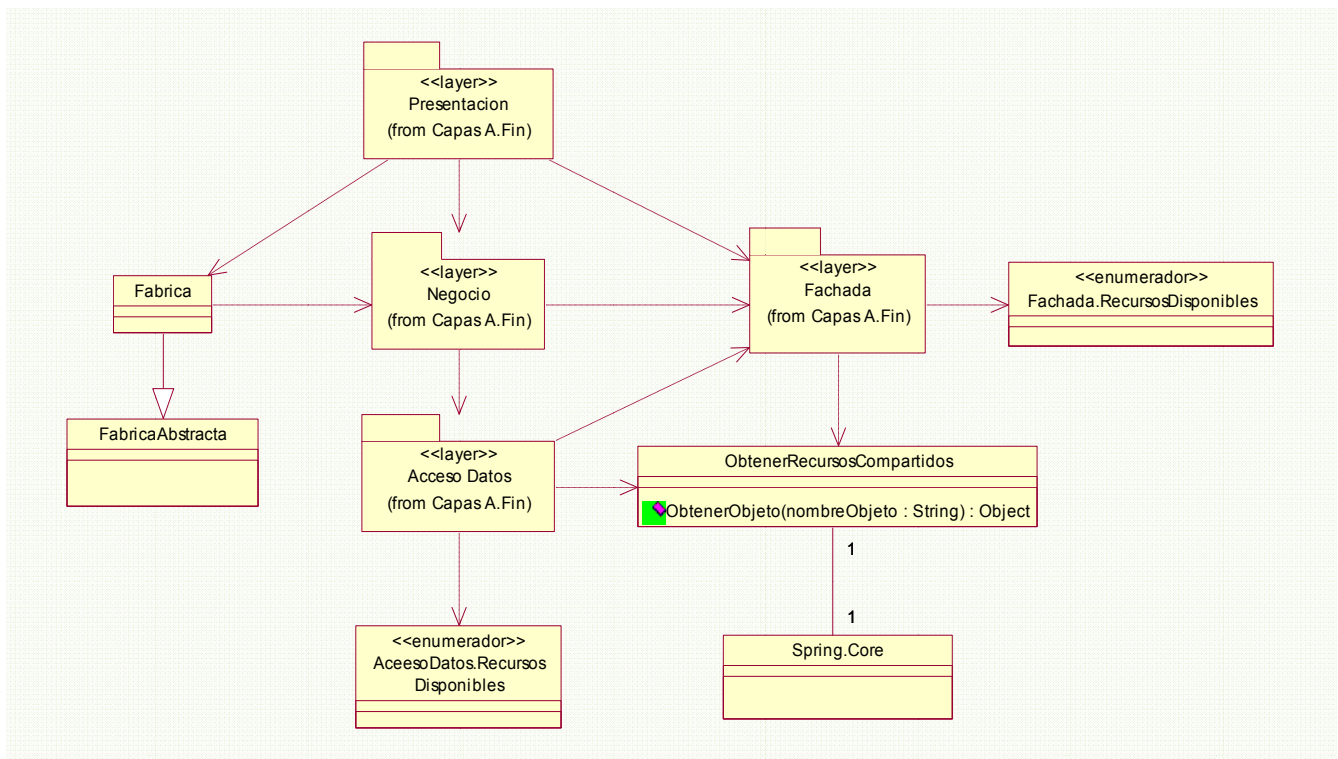 <<layer>>
Presentacion
(from Capas A.Fin)
Fabrica
<<layer>>
Negocio
(from Capas A.Fin)
<<layer>>
Fachada
(from Capas A.Fin)
<<enumerador>>
Fachada.RecursosDisponibles
FabricaAbstracta
<<layer>>
Acceso Datos
(from Capas A.Fin)
ObtenerRecursosCompartidos
ObtenerObjeto(nombreObjeto : String) : Object
1
1
<<enumerador>>
AceesoDatos.Recursos
Disponibles
Spring.Core